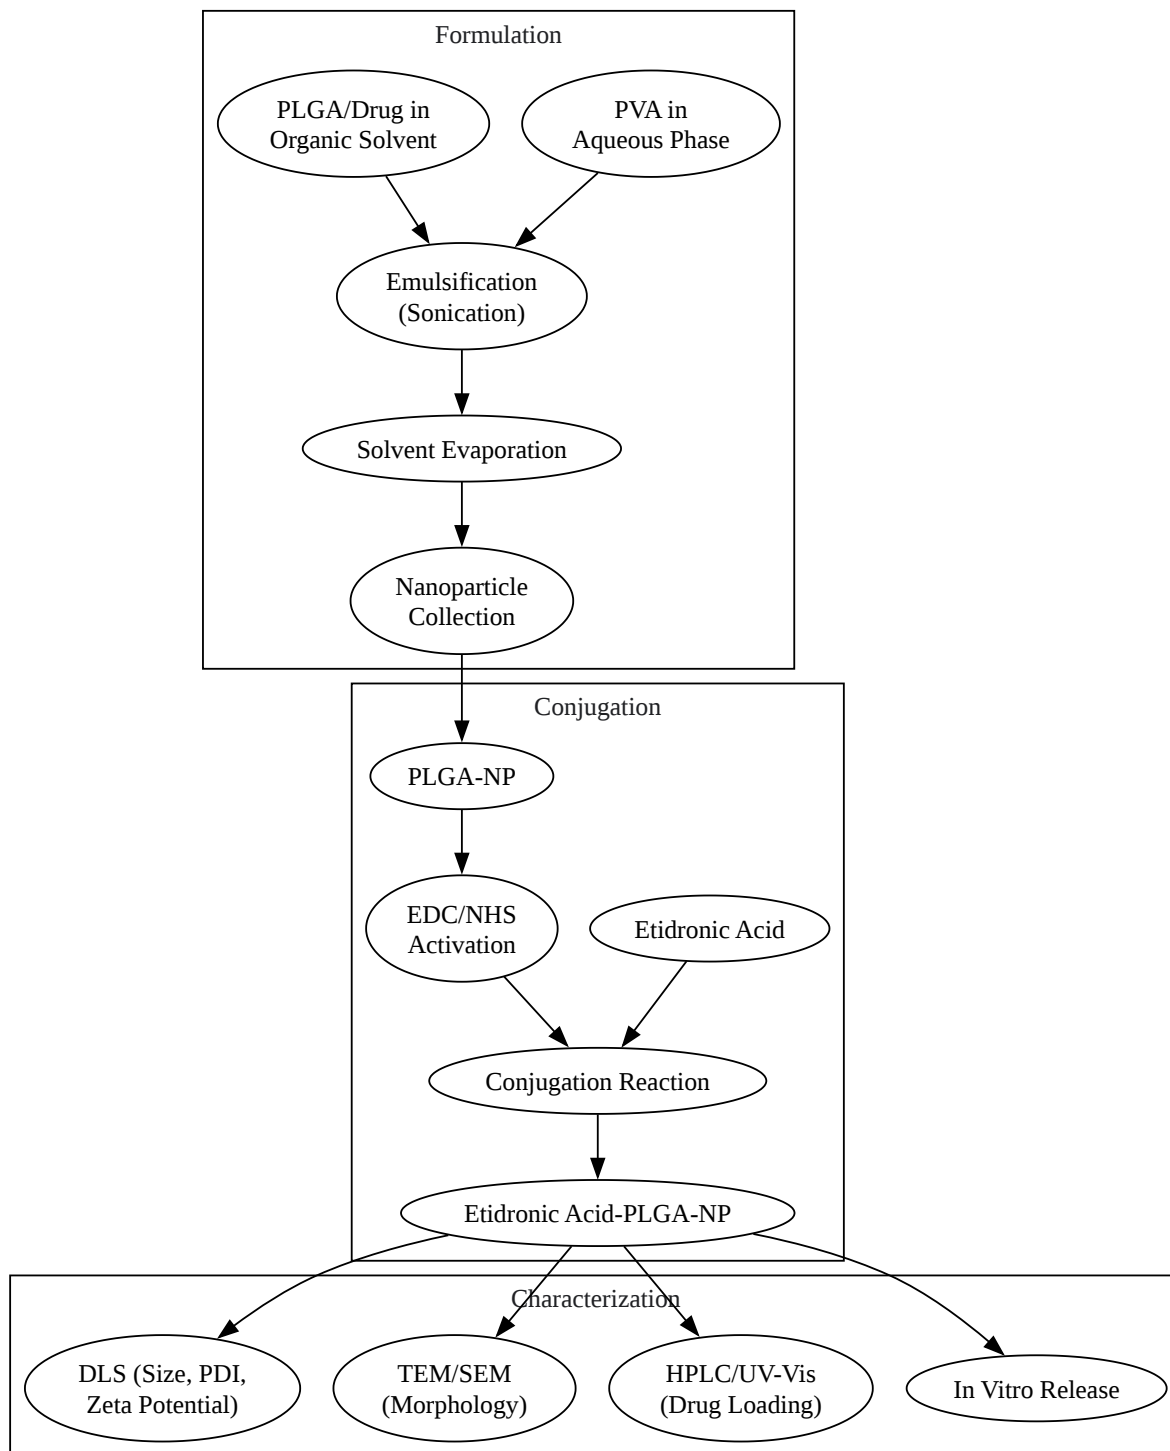 Formulation
PLGA/Drug in
Organic Solvent
PVA in
Aqueous Phase
Emulsification
(Sonication)
Solvent Evaporation
Nanoparticle
Collection
Conjugation
PLGA-NP
EDC/NHS
Activation
Etidronic Acid
Conjugation Reaction
Etidronic Acid-PLGA-NP
Characterization
DLS (Size, PDI,
Zeta Potential)
TEM/SEM
(Morphology)
HPLC/UV-Vis
(Drug Loading)
In Vitro Release